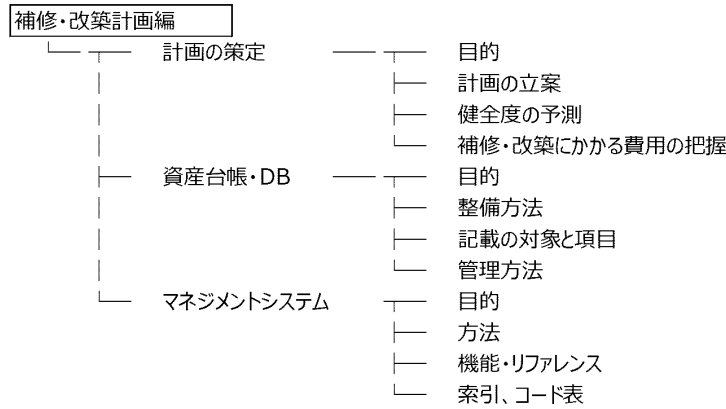 補修・改築計画編
計画の策定 目的
計画の立案
健全度の予測
補修・改築にかかる費用の把握
資産台帳・DB 目的
整備方法
記載の対象と項目
管理方法
マネジメントシステム 目的
方法
機能・リファレンス
索引、コード表